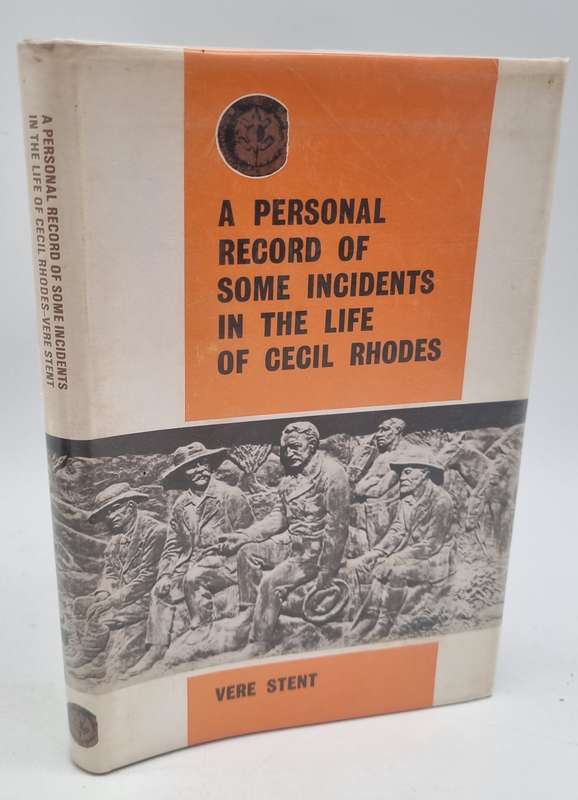 A PERSONAL RECORD OF SOME INCIDENTS
IN THE LIFE OF CECIL RHODES–VERE STENT
A PERSONAL
RECORD OF
SOME INCIDENTS
IN THE LIFE
OF CECIL RHODES
VERE STENT